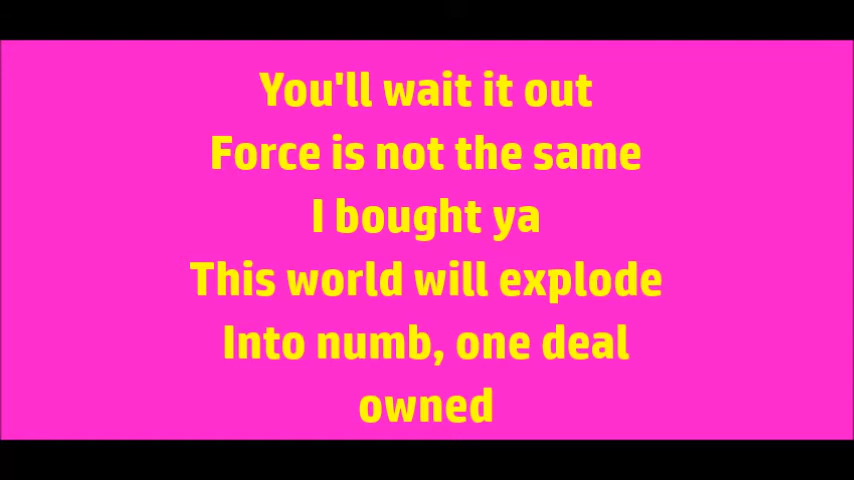 You'll wait it out
Force is not the same
I bought ya
This world will explode
Into numb, one deal
owned